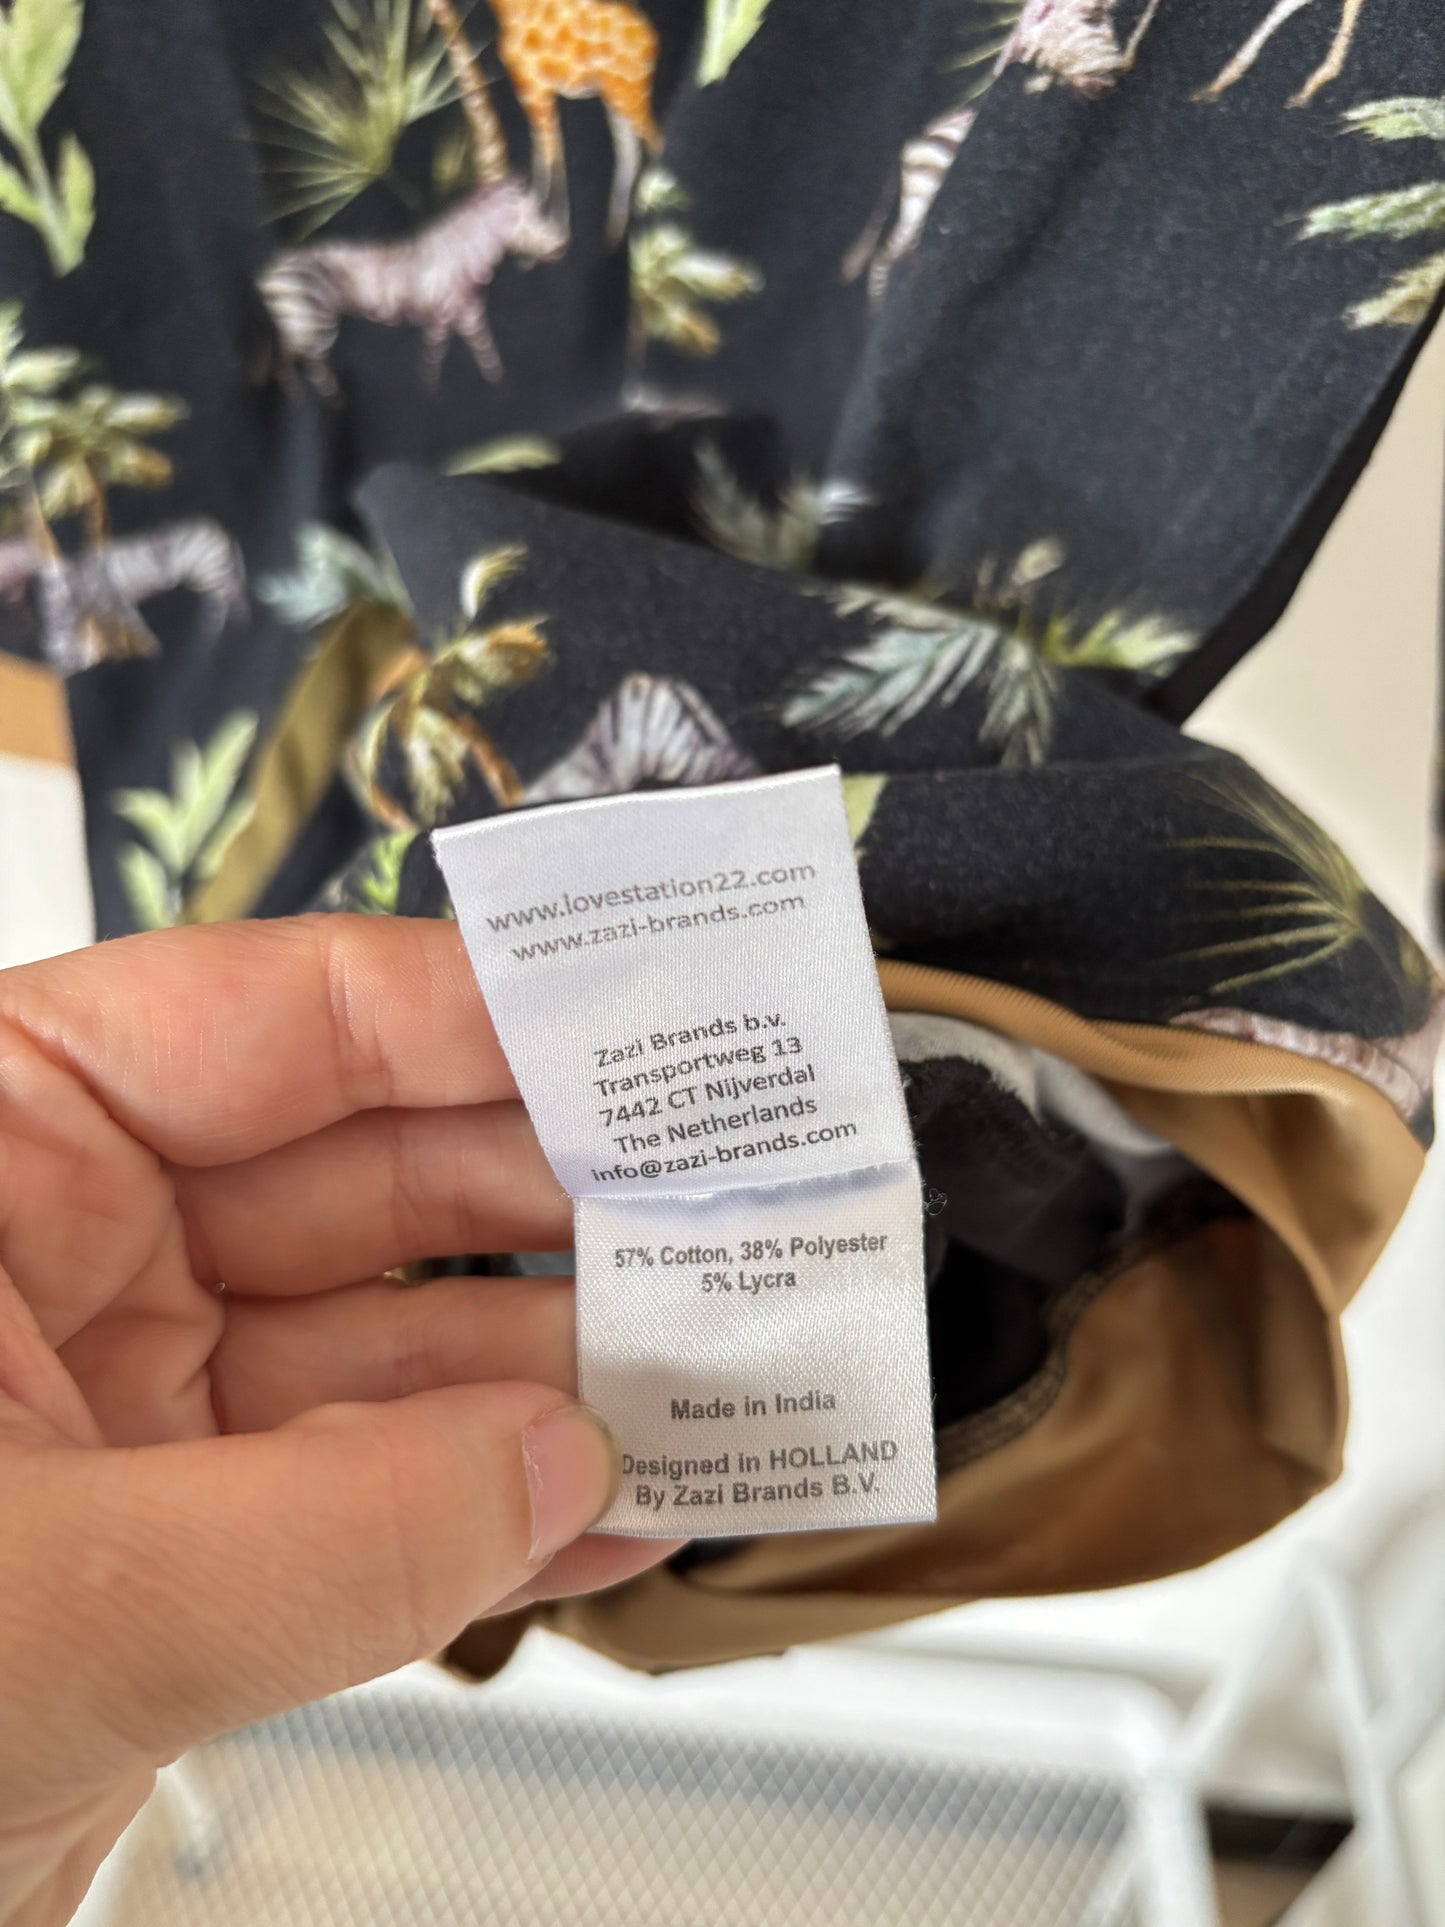 www.lovestation22.com
www.zazi-brands.com
Zazi Brands b.v.
Transportweg 13
7442 CT Nijverdal
The Netherlands
info@zazi-brands.com
57% Cotton, 38% Polyester
5% Lycra
Made in India
Designed in HOLLAND
By Zazi Brands B.V.